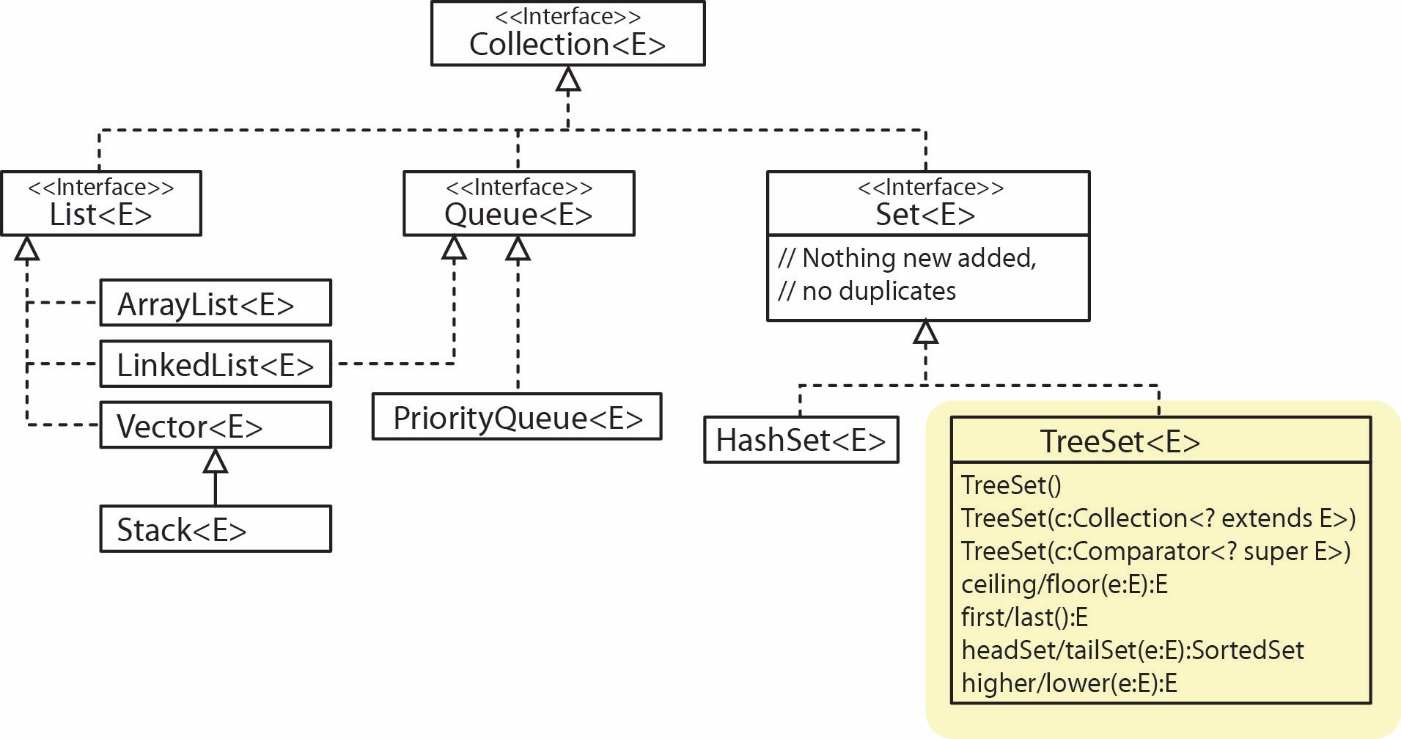 <<Interface>>
Collection<E>
<<Interface>>
List<E>
<<Interface>>
Queue<E>
<<Interface>>
Set<E>
// Nothing new added,
// no duplicates
ArrayList<E>
LinkedList<E>
Vector<E>
Stack<E>
PriorityQueue<E>
HashSet<E>
TreeSet<E>
TreeSet()
TreeSet(c:Collection<? extends E>)
TreeSet(c:Comparator<? super E>)
ceiling/floor(e:E):E
first/last():E
headSet/tailSet(e:E):SortedSet
higher/lower(e:E):E